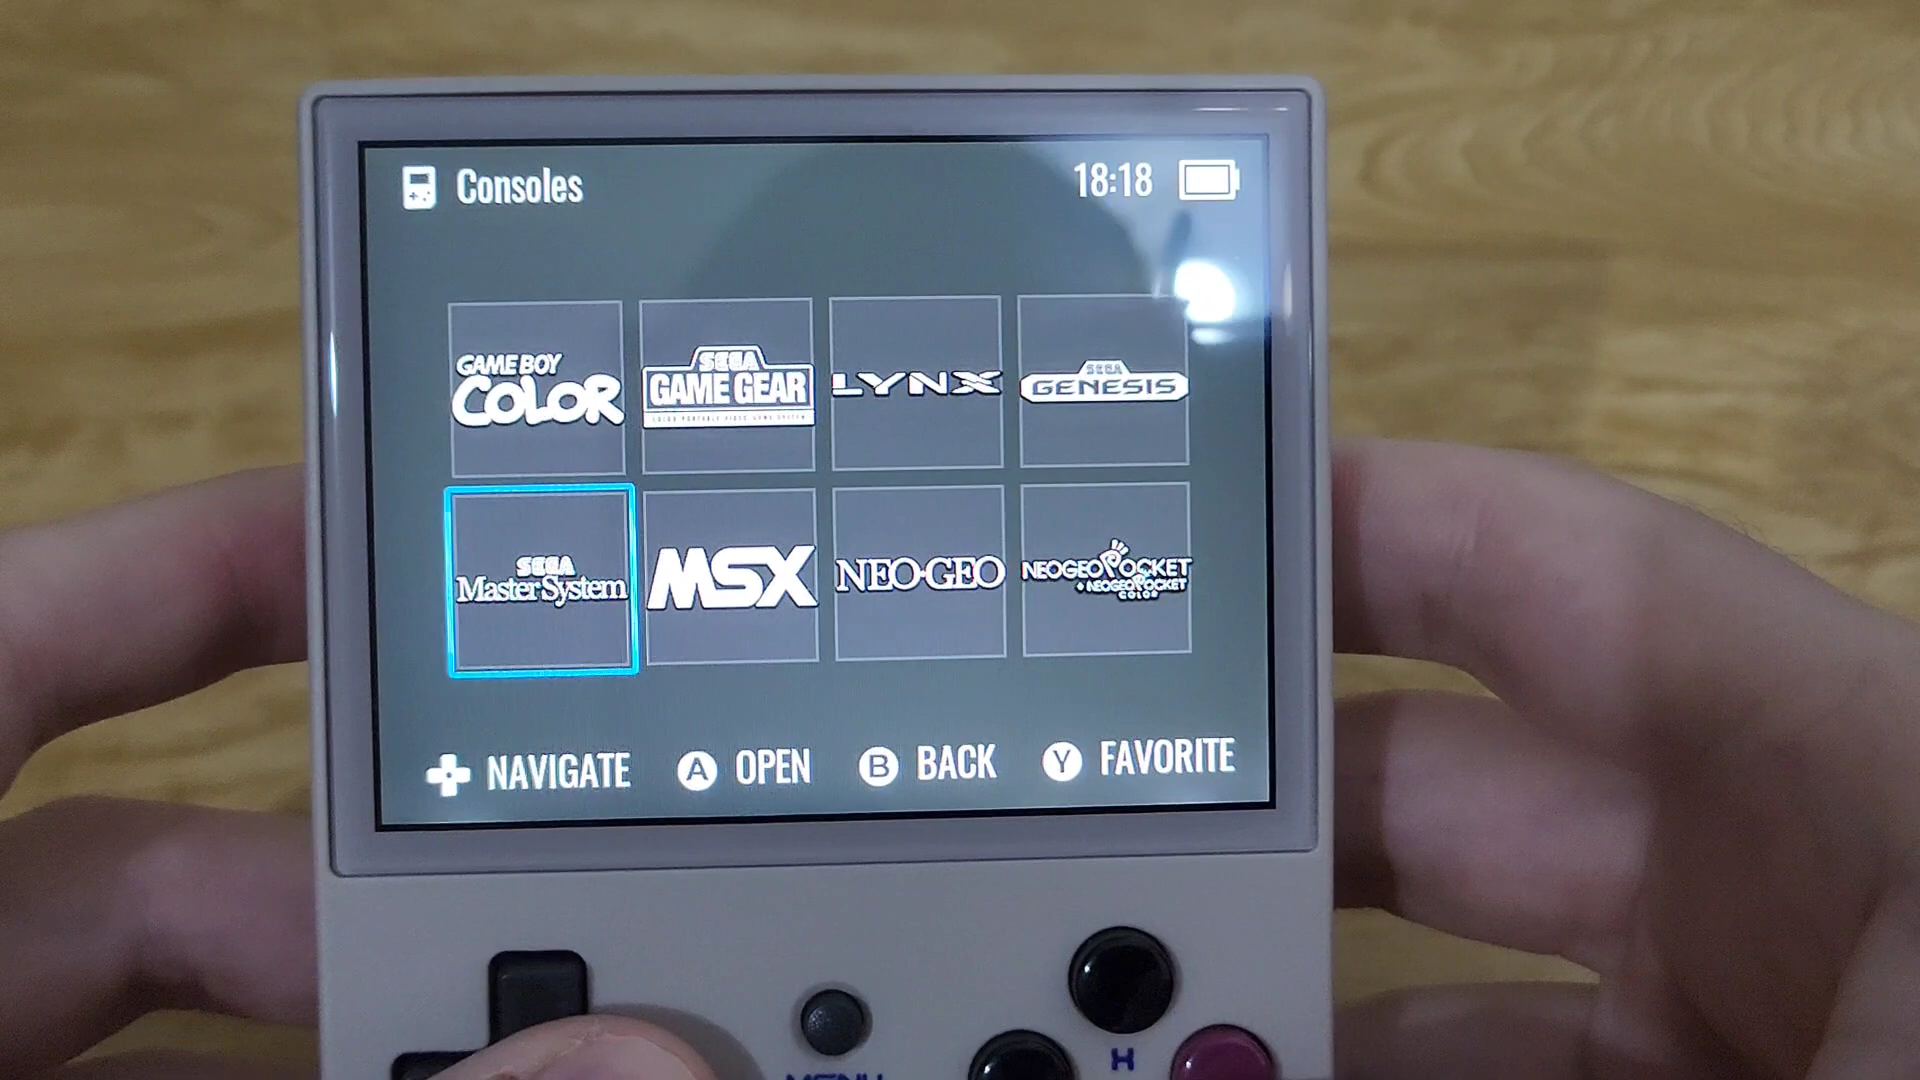 Consoles
18:18
GAME BOY
COLOR
SEGA
GAME GEAR
LYNX
SEGA
GENESIS
SEGA
Master System
MSX
NEO·GEO
NEOGEO POCKET
+ NEOGEO POCKET
COLOR
NAVIGATE
A OPEN
B BACK
Y FAVORITE
MENU
X